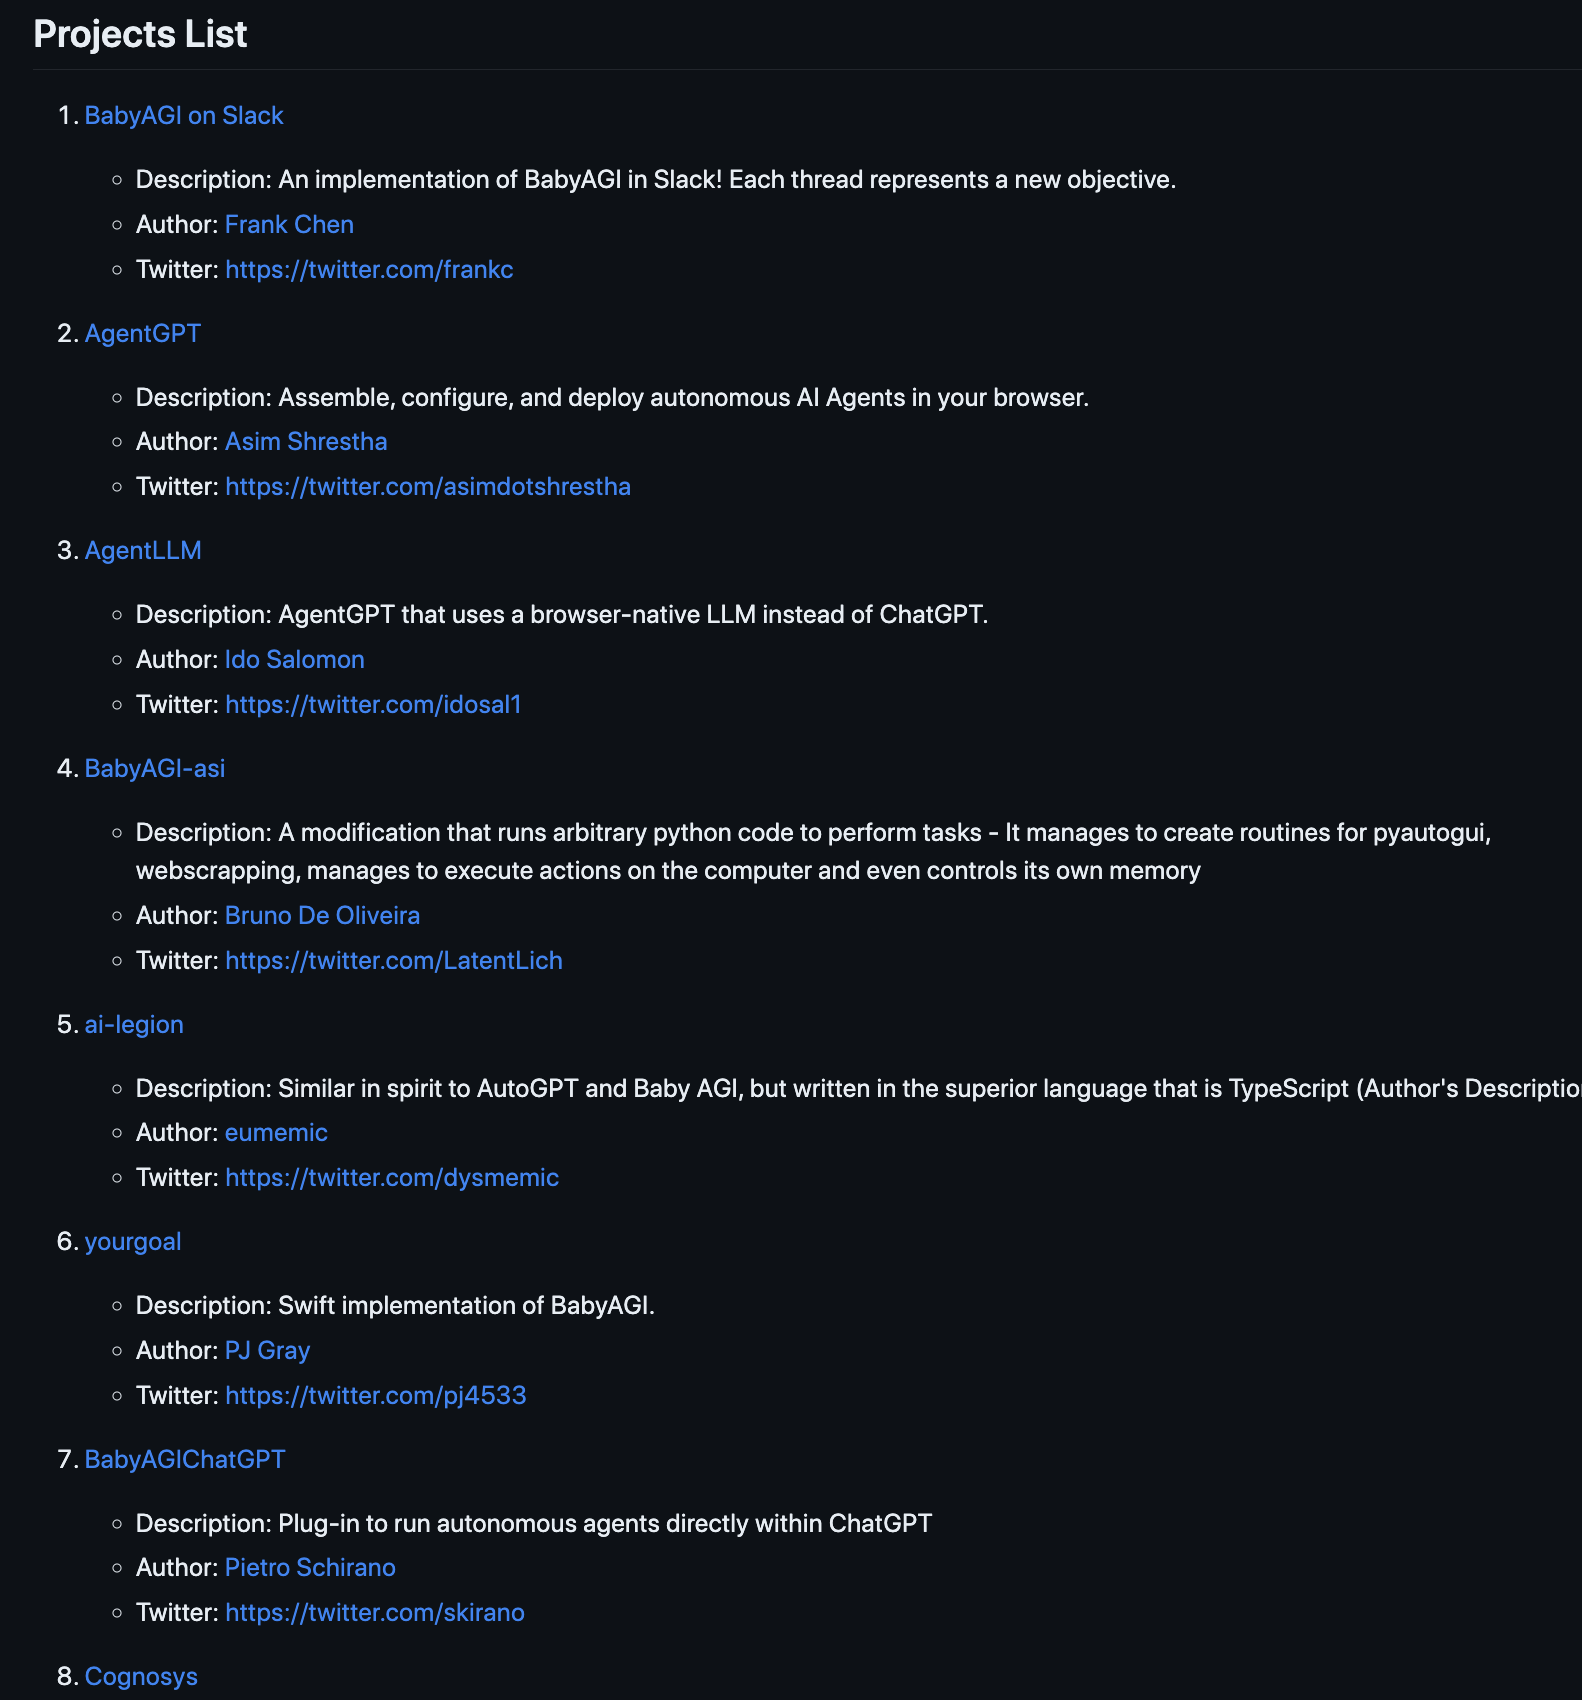 Projects List
1. BabyAGI on Slack
Description: An implementation of BabyAGI in Slack! Each thread represents a new objective.
Author: Frank Chen
Twitter: https://twitter.com/frankc
2. AgentGPT
Description: Assemble, configure, and deploy autonomous AI Agents in your browser.
Author: Asim Shrestha
Twitter: https://twitter.com/asimdotshrestha
3. AgentLLM
Description: AgentGPT that uses a browser-native LLM instead of ChatGPT.
Author: Ido Salomon
Twitter: https://twitter.com/idosal1
4. BabyAGI-asi
Description: A modification that runs arbitrary python code to perform tasks - It manages to create routines for pyautogui,
webscrapping, manages to execute actions on the computer and even controls its own memory
Author: Bruno De Oliveira
Twitter: https://twitter.com/LatentLich
5. ai-legion
Description: Similar in spirit to AutoGPT and Baby AGI, but written in the superior language that is TypeScript (Author's Descriptio
Author: eumemic
Twitter: https://twitter.com/dysmemic
6. yourgoal
Description: Swift implementation of BabyAGI.
Author: PJ Gray
Twitter: https://twitter.com/pj4533
7. BabyAGIChatGPT
Description: Plug-in to run autonomous agents directly within ChatGPT
Author: Pietro Schirano
Twitter: https://twitter.com/skirano
8. Cognosys